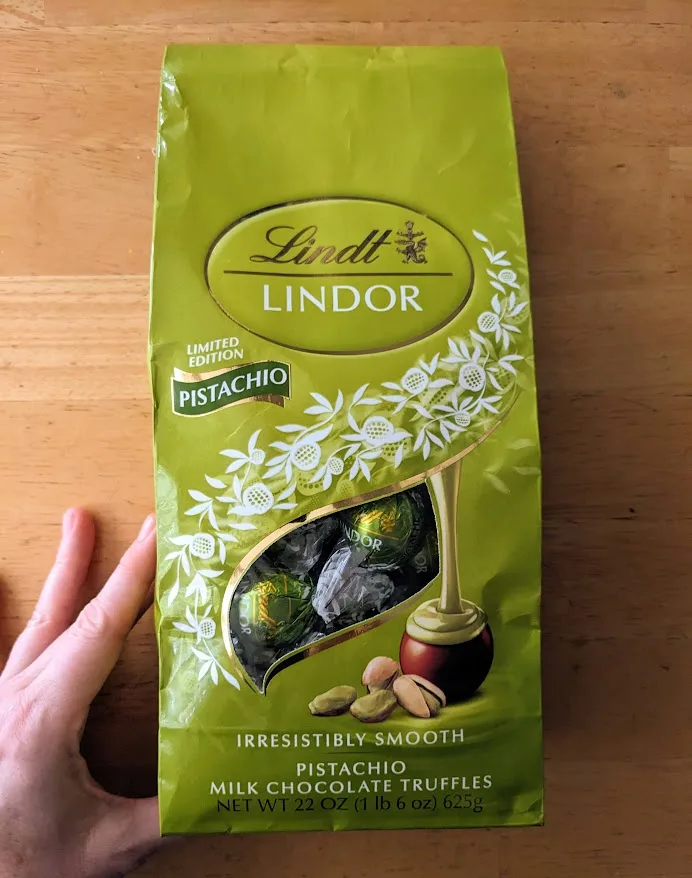 Lindt
LINDOR
LIMITED
EDITION
PISTACHIO
LINDOR
IRRESISTIBLY SMOOTH
PISTACHIO
MILK CHOCOLATE TRUFFLES
NET WT 22 OZ (1 lb 6 oz) 625g